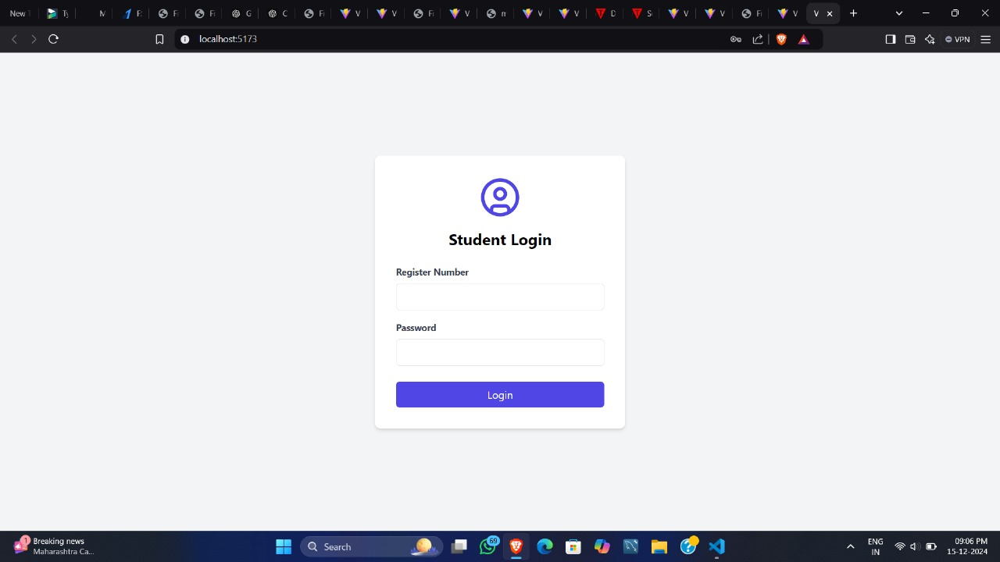 New T
Ty
M
F
Fi
Fi
G
C
Fi
V
V
Fi
V
m
V
V
D
S
V
V
Fi
V
V
localhost:5173
VPN
Student Login
Register Number
Password
Login
1
Breaking news
Maharashtra Ca...
Search
69
ENG
IN
09:06 PM
15-12-2024